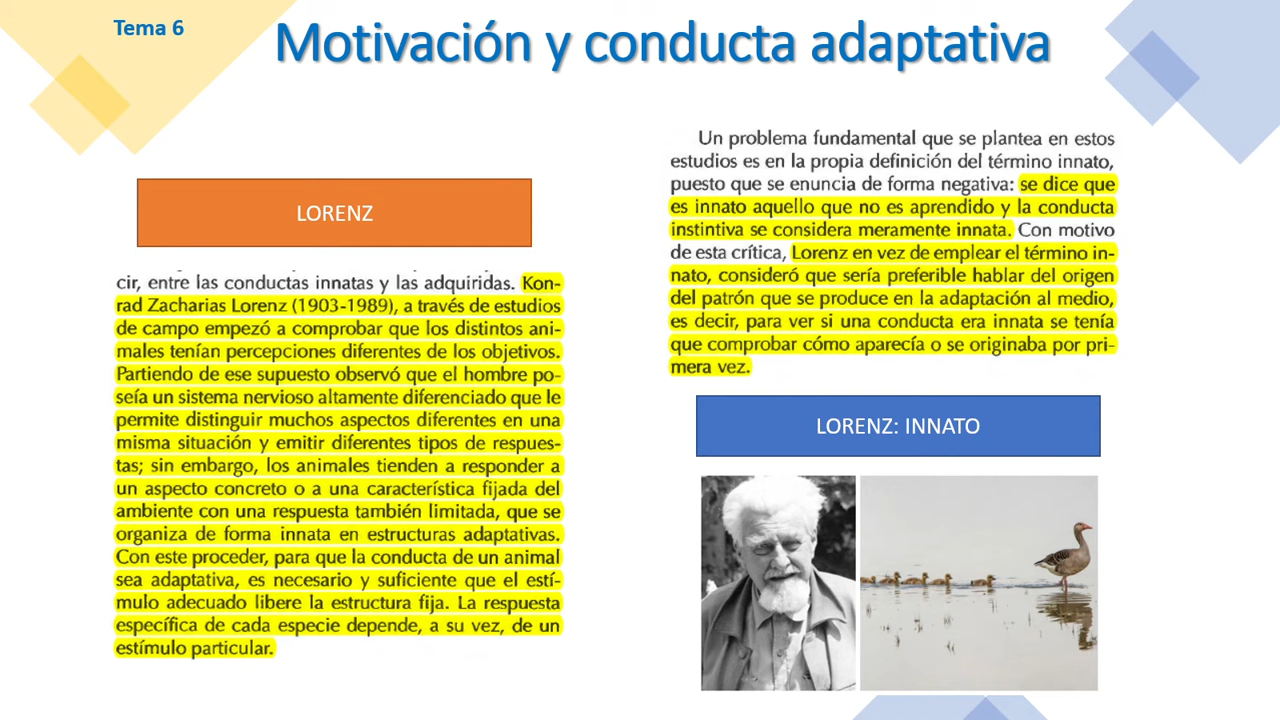 Tema 6
Motivación y conducta adaptativa
LORENZ
cir, entre las conductas innatas y las adquiridas. Kon-
rad Zacharias Lorenz (1903-1989), a través de estudios
de campo empezó a comprobar que los distintos ani-
males tenían percepciones diferentes de los objetivos.
Partiendo de ese supuesto observó que el hombre po-
seía un sistema nervioso altamente diferenciado que le
permite distinguir muchos aspectos diferentes en una
misma situación y emitir diferentes tipos de respues-
tas; sin embargo, los animales tienden a responder a
un aspecto concreto o a una característica fijada del
ambiente con una respuesta también limitada, que se
organiza de forma innata en estructuras adaptativas.
Con este proceder, para que la conducta de un animal
sea adaptativa, es necesario y suficiente que el estí-
mulo adecuado libere la estructura fija. La respuesta
específica de cada especie depende, a su vez, de un
estímulo particular.
Un problema fundamental que se plantea en estos
estudios es en la propia definición del término innato,
puesto que se enuncia de forma negativa: se dice que
es innato aquello que no es aprendido y la conducta
instintiva se considera meramente innata. Con motivo
de esta crítica, Lorenz en vez de emplear el término in-
nato, consideró que sería preferible hablar del origen
del patrón que se produce en la adaptación al medio,
es decir, para ver si una conducta era innata se tenía
que comprobar cómo aparecía o se originaba por pri-
mera vez.
LORENZ: INNATO